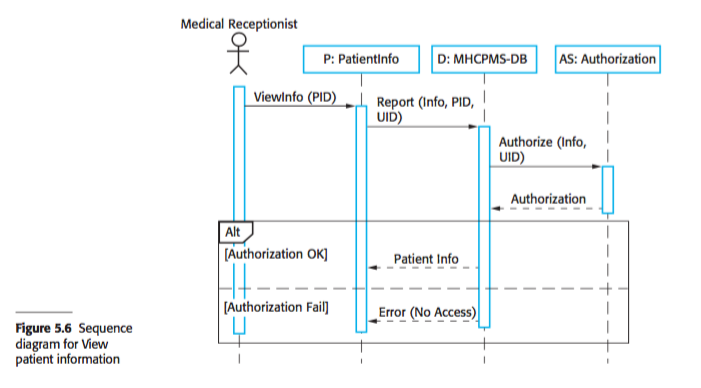 Medical Receptionist
P: PatientInfo
D: MHCPMS-DB
AS: Authorization
ViewInfo (PID)
Report (Info, PID,
UID)
Authorize (Info,
UID)
Authorization
Alt
[Authorization OK]
Patient Info
[Authorization Fail]
Error (No Access)
Figure 5.6 Sequence
diagram for View
patient information